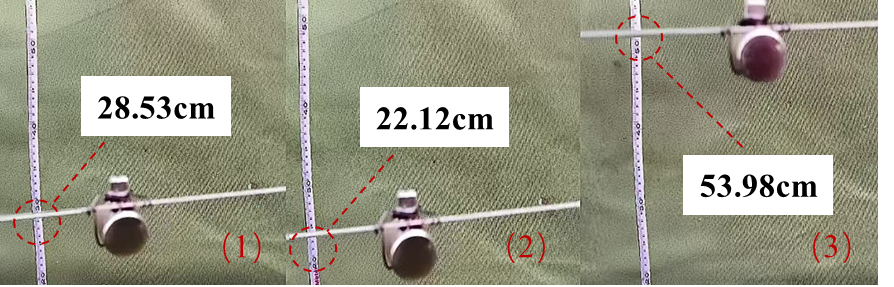 28.53cm
(1)
22.12cm
(2)
53.98cm
(3)